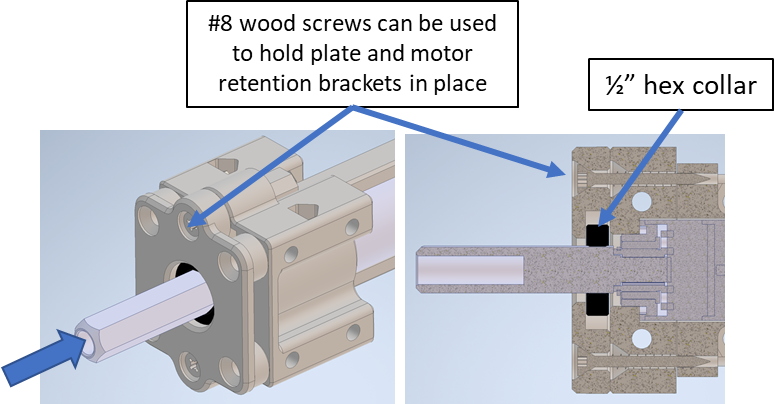 #8 wood screws can be used
to hold plate and motor
retention brackets in place
½” hex collar